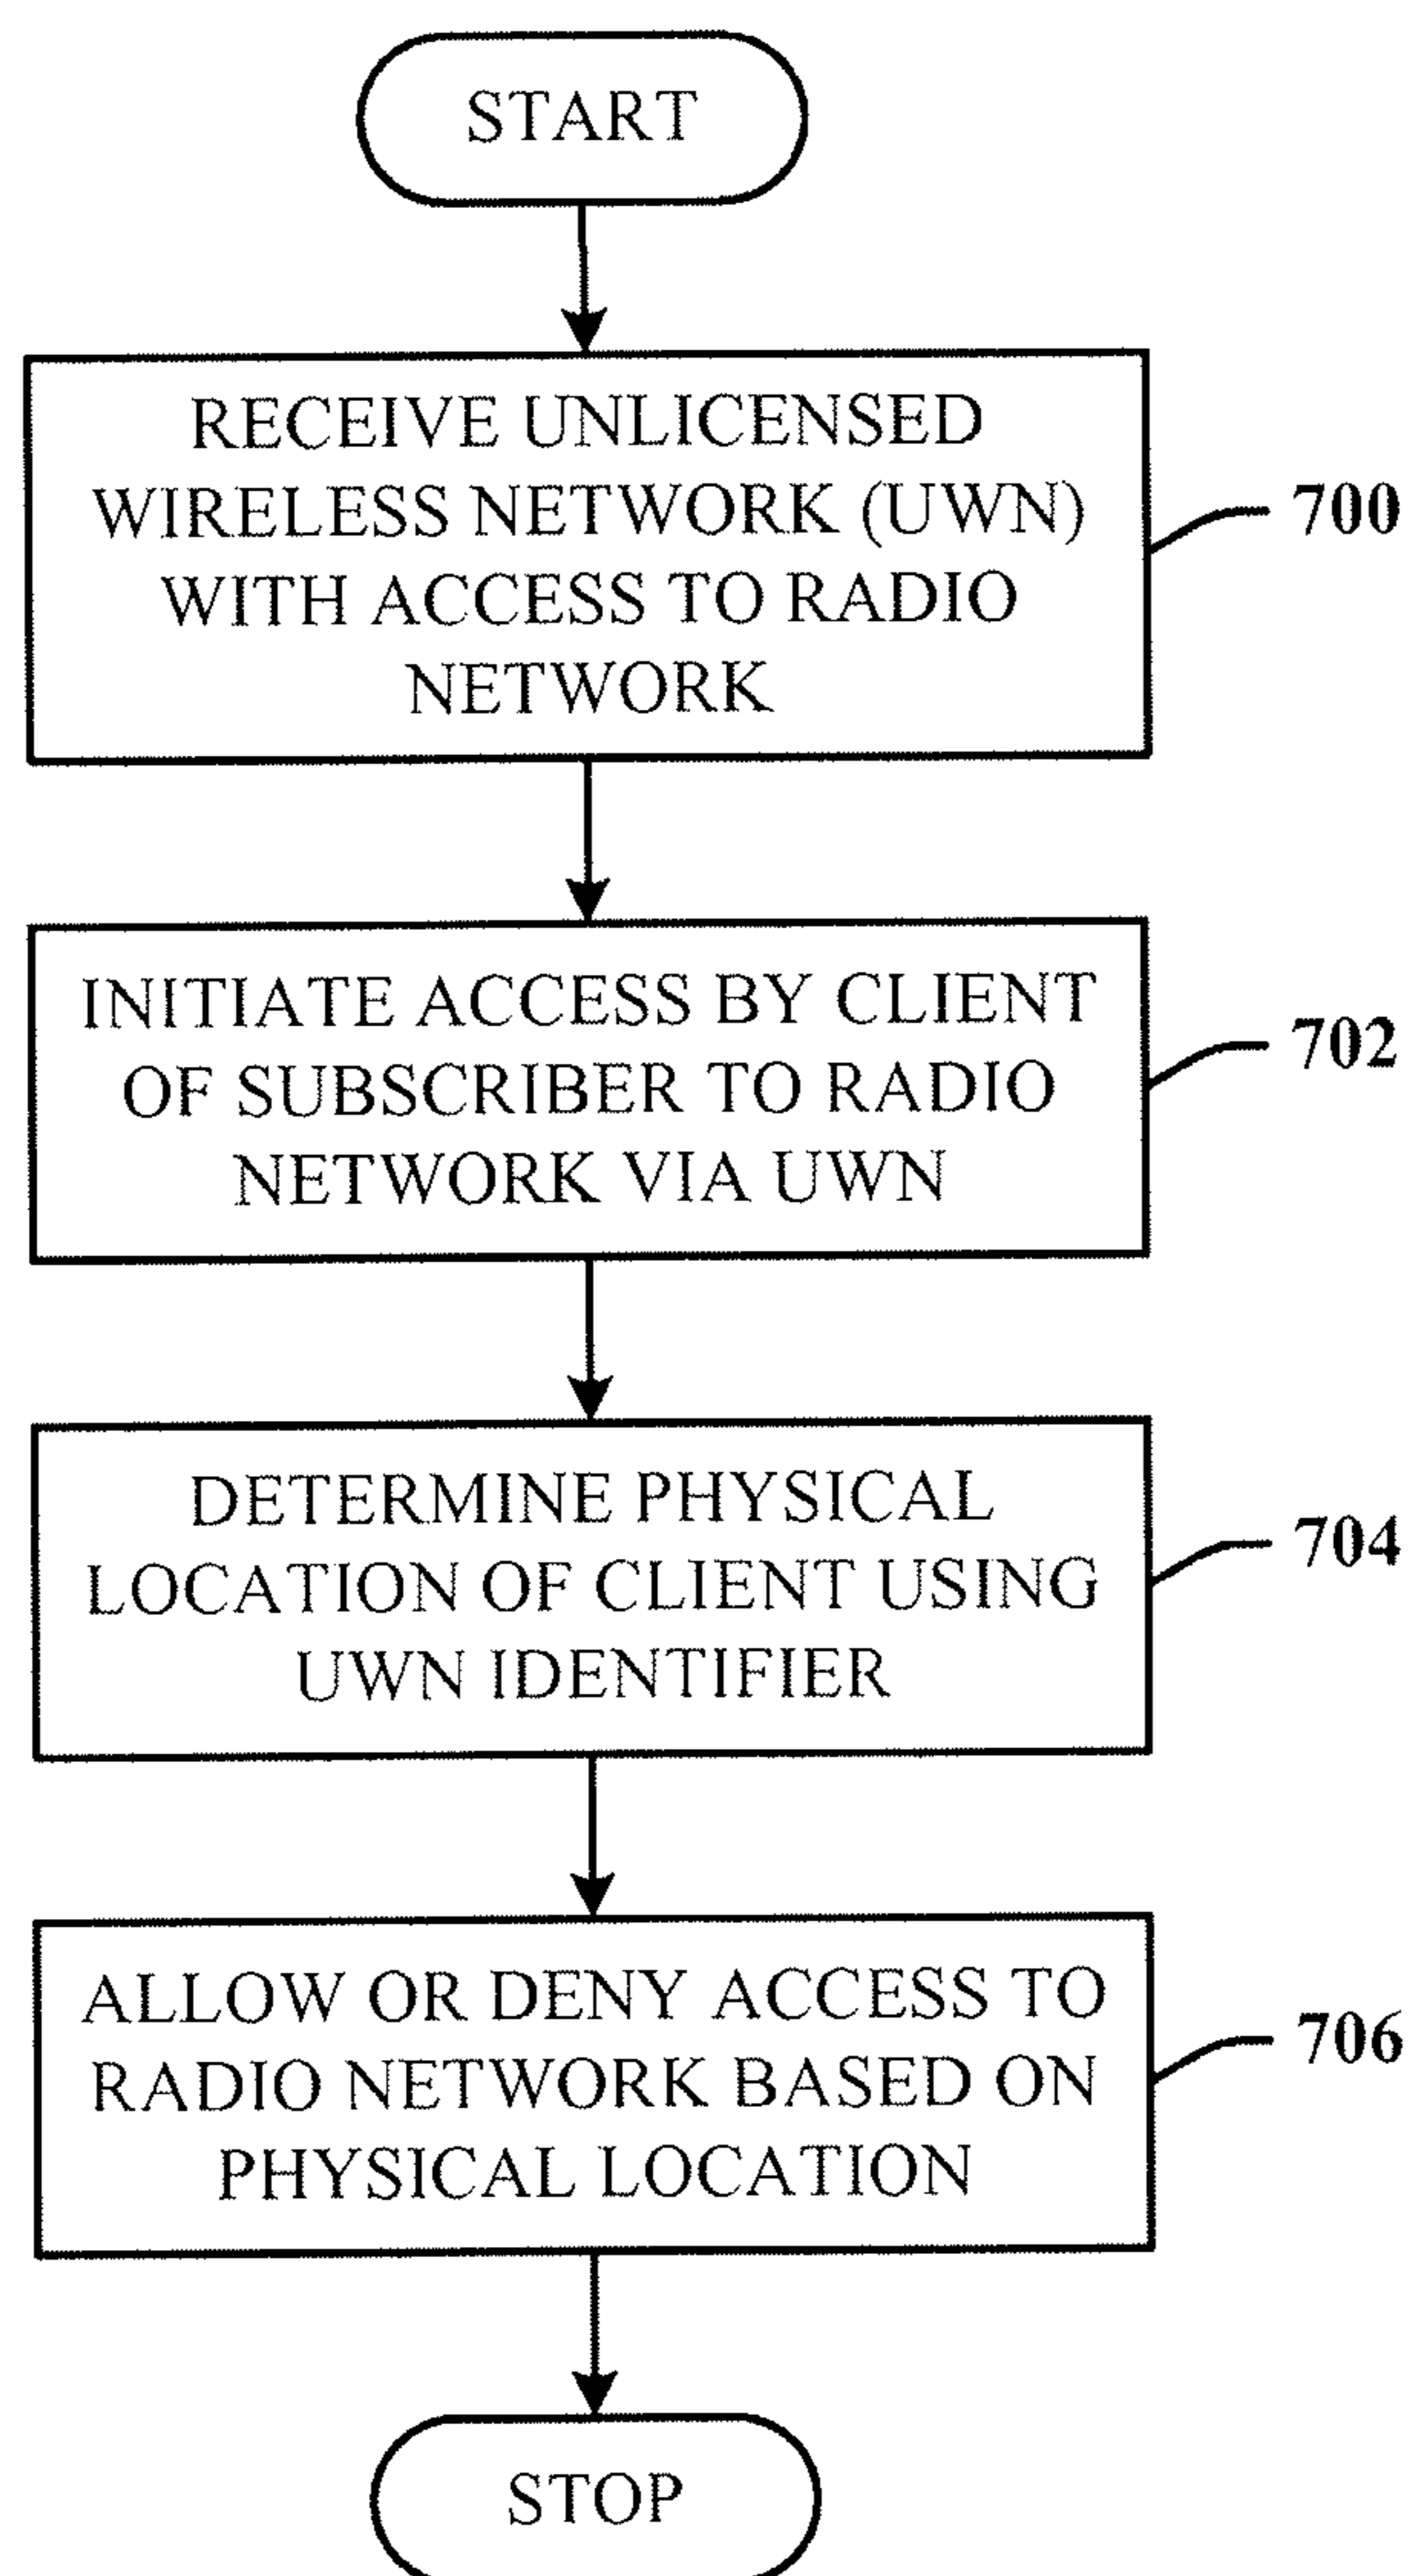 START
RECEIVE UNLICENSED
WIRELESS NETWORK (UWN)
WITH ACCESS TO RADIO
NETWORK
700
INITIATE ACCESS BY CLIENT
OF SUBSCRIBER TO RADIO
NETWORK VIA UWN
702
DETERMINE PHYSICAL
LOCATION OF CLIENT USING
UWN IDENTIFIER
704
ALLOW OR DENY ACCESS TO
RADIO NETWORK BASED ON
PHYSICAL LOCATION
706
STOP